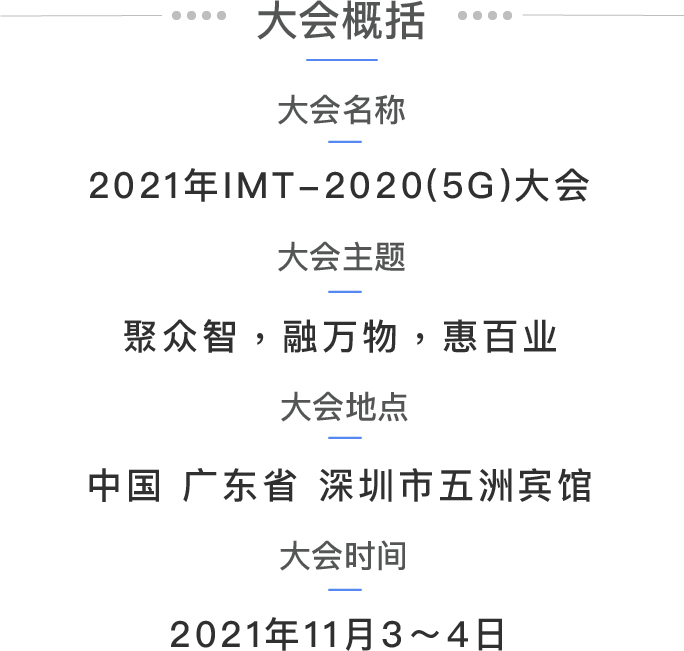 大会概括
大会名称
2021年IMT-2020(5G)大会
大会主题
聚众智，融万物，惠百业
大会地点
中国 广东省 深圳市五洲宾馆
大会时间
2021年11月3～4日